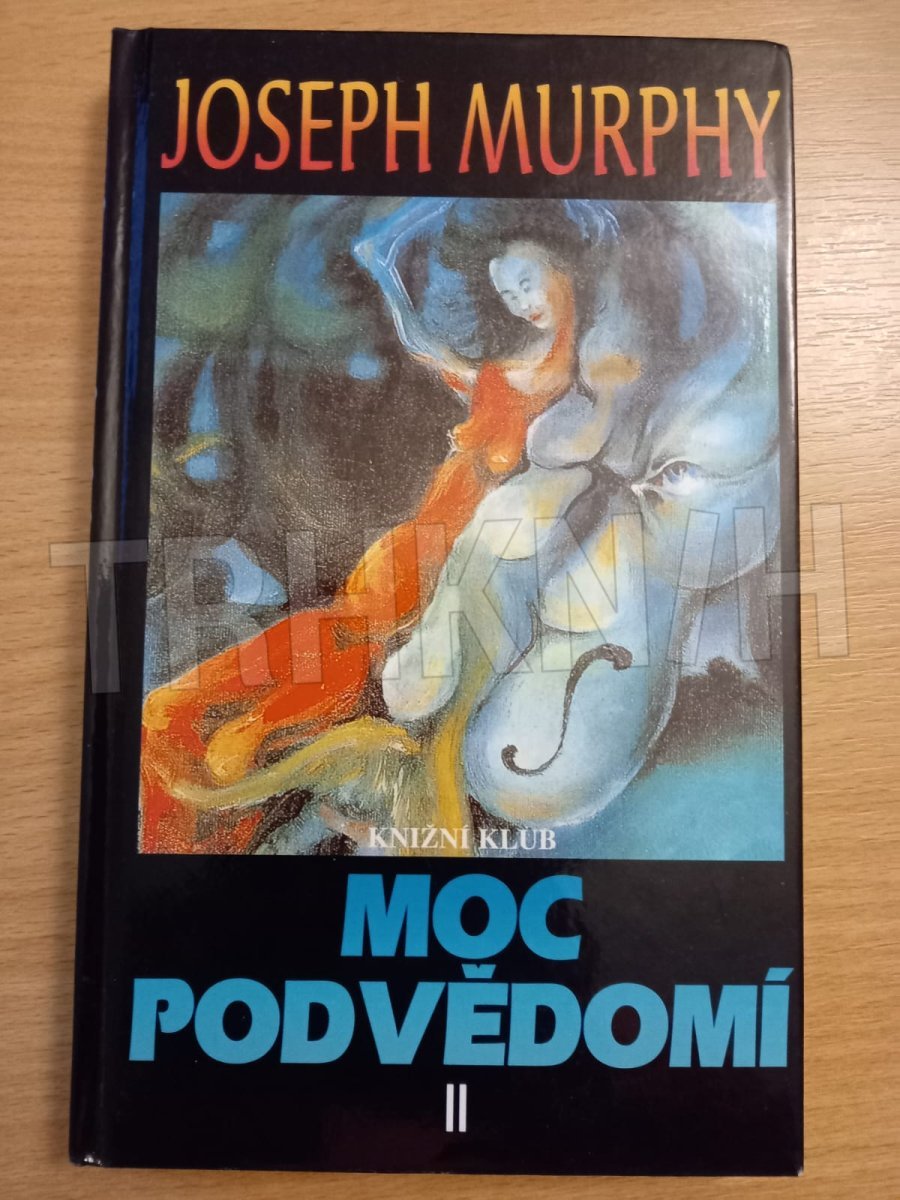 JOSEPH MURPHY
TRHKNIH
KNIŽNÍ KLUB
MOC
PODVĚDOMÍ
II